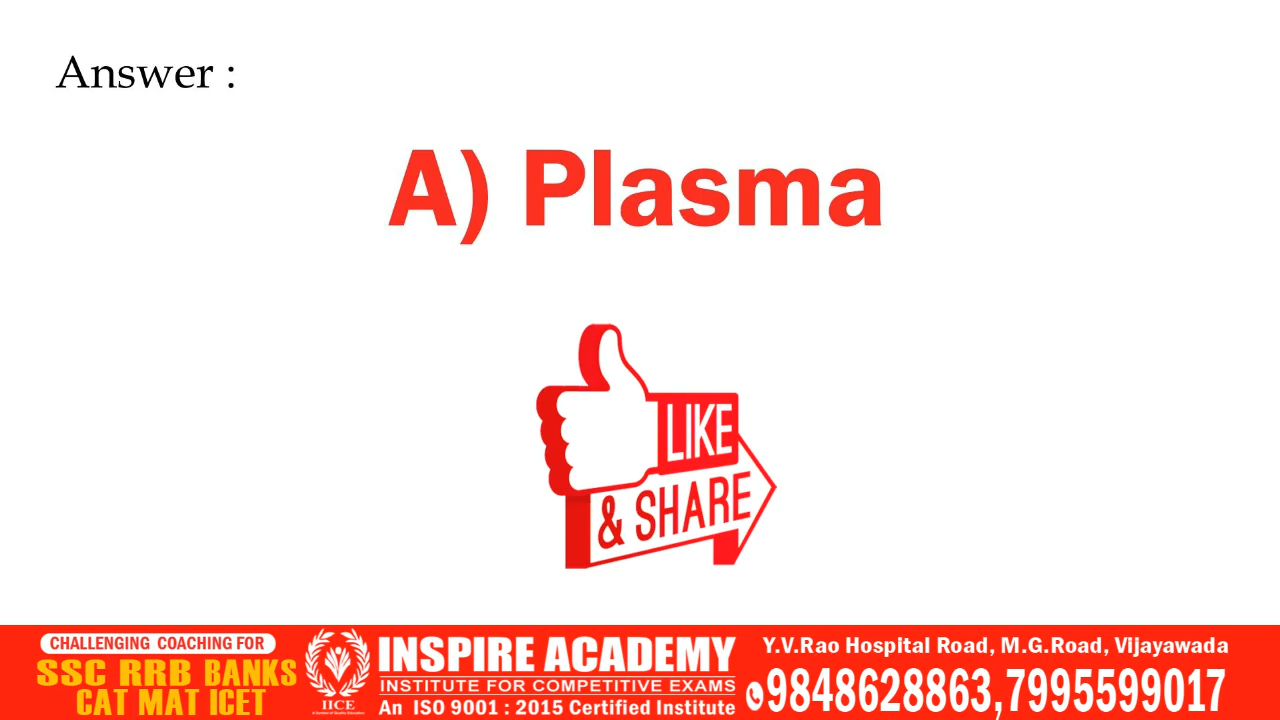 Answer :
A) Plasma
LIKE
& SHARE
CHALLENGING COACHING FOR
SSC RRB BANKS
CAT MAT ICET
IICE
INSPIRE ACADEMY
INSTITUTE FOR COMPETITIVE EXAMS
An ISO 9001 : 2015 Certified Institute
Y.V.Rao Hospital Road, M.G.Road, Vijayawada
9848628863,7995599017